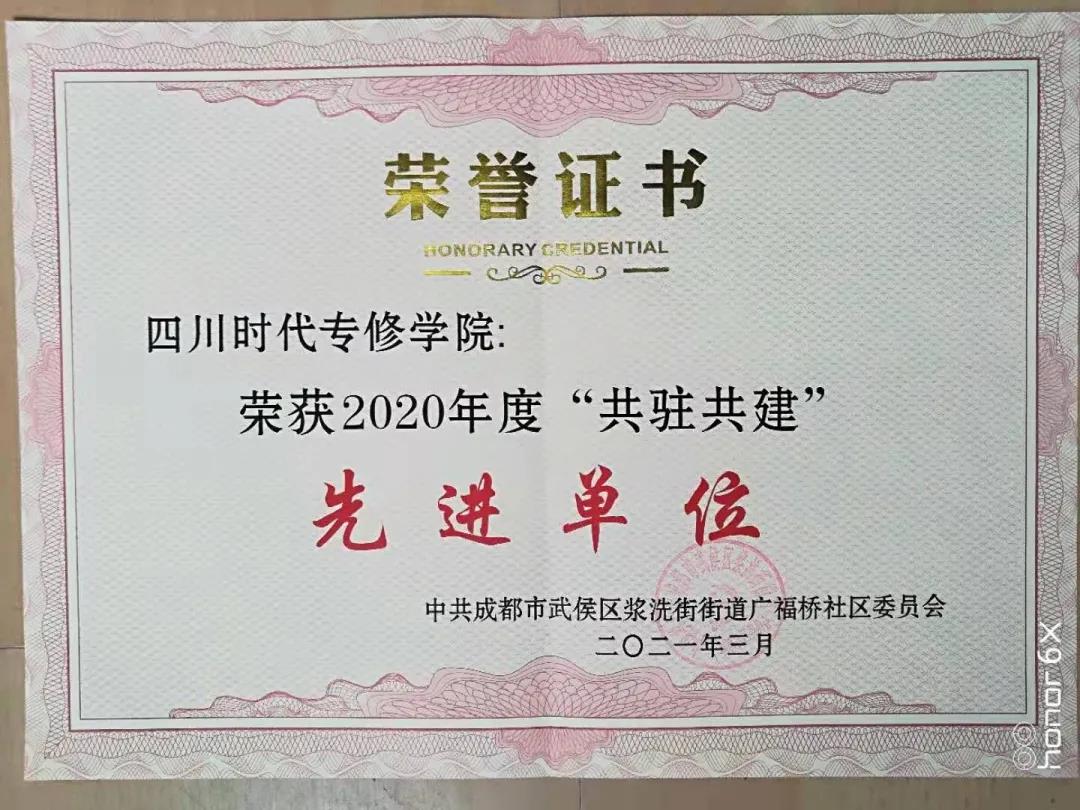 荣誉证书
HONORARY CREDENTIAL
四川时代专修学院:
荣获2020年度“共驻共建”
先进单位
中共成都市武侯区浆洗街街道广福桥社区委员会
二〇二一年三月
honor 6x